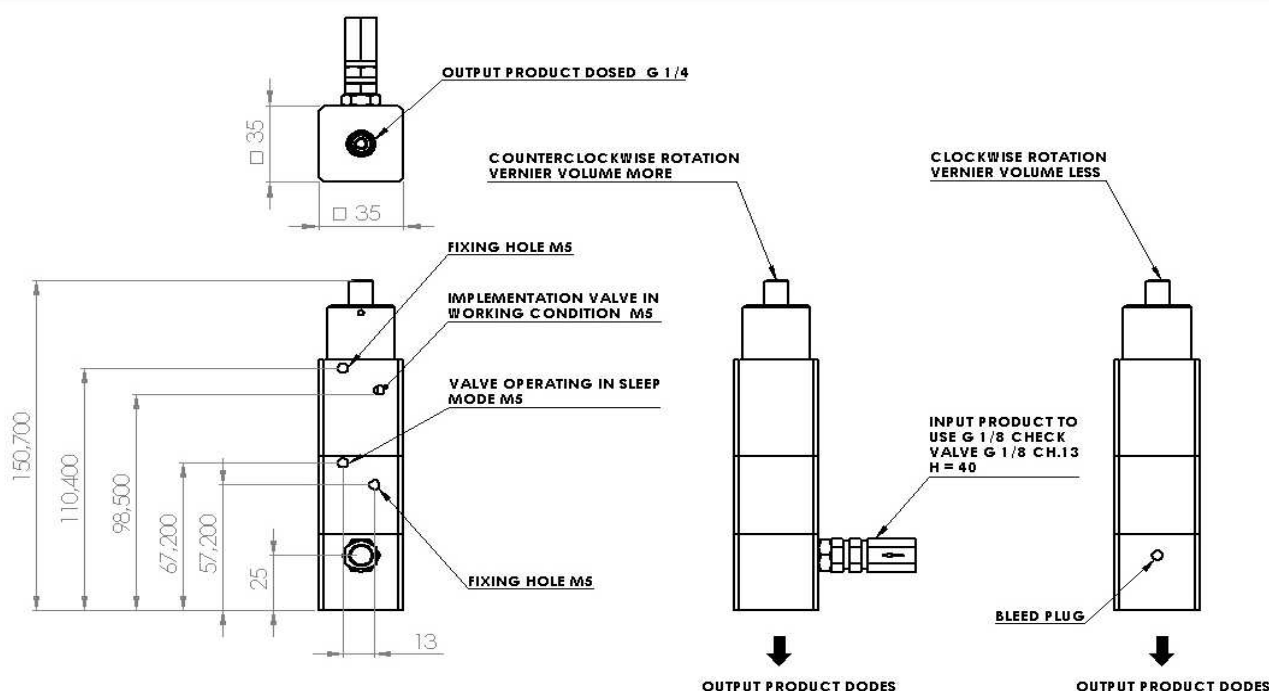 OUTPUT PRODUCT DOSED G 1/4
□ 35
□ 35
COUNTERCLOCKWISE ROTATION
VERNIER VOLUME MORE
CLOCKWISE ROTATION
VERNIER VOLUME LESS
FIXING HOLE M5
IMPLEMENTATION VALVE IN
WORKING CONDITION M5
VALVE OPERATING IN SLEEP
MODE M5
INPUT PRODUCT TO
USE G 1/8 CHECK
VALVE G 1/8 CH.13
H = 40
150,700
110,400
98,500
67,200
57,200
25
FIXING HOLE M5
13
BLEED PLUG
OUTPUT PRODUCT DODES
OUTPUT PRODUCT DODES